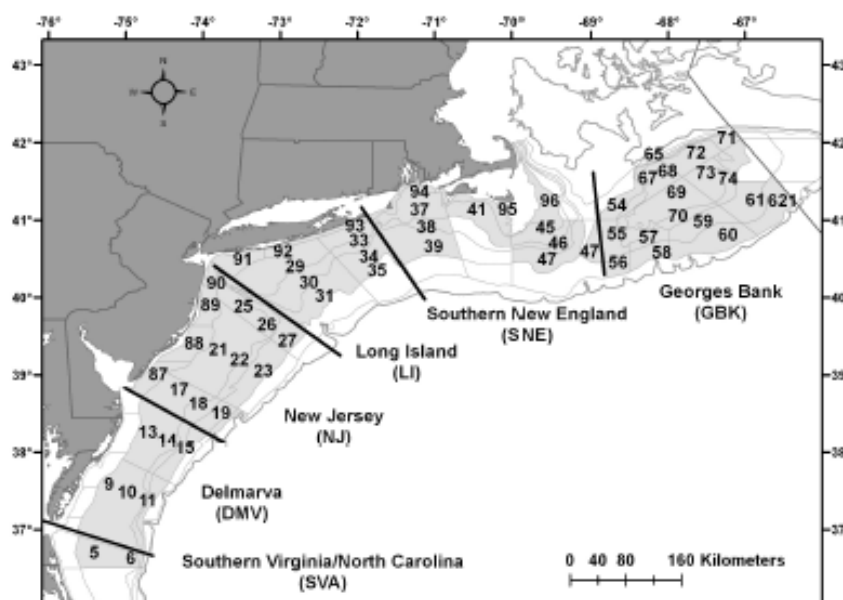 -76° -75° -74° -73° -72° -71° -70° -69° -68° -67°
43°
N
W E
S
42°
71
65 72
67 68 73 74
94 69
37 41 95 96 54 61 621
93 38 45 70 59
33 46 55 57 60
91 92 34 39 47 47 56 58
29 35
90 30
40° 31
89 25
26
88 21 27
22 23
39° 87
17
18
19
13 14 15
38°
9 10 11
37°
5 6
Georges Bank
(GBK)
Southern New England
(SNE)
Long Island
(LI)
New Jersey
(NJ)
Delmarva
(DMV)
Southern Virginia/North Carolina
(SVA)
0 40 80 160 Kilometers